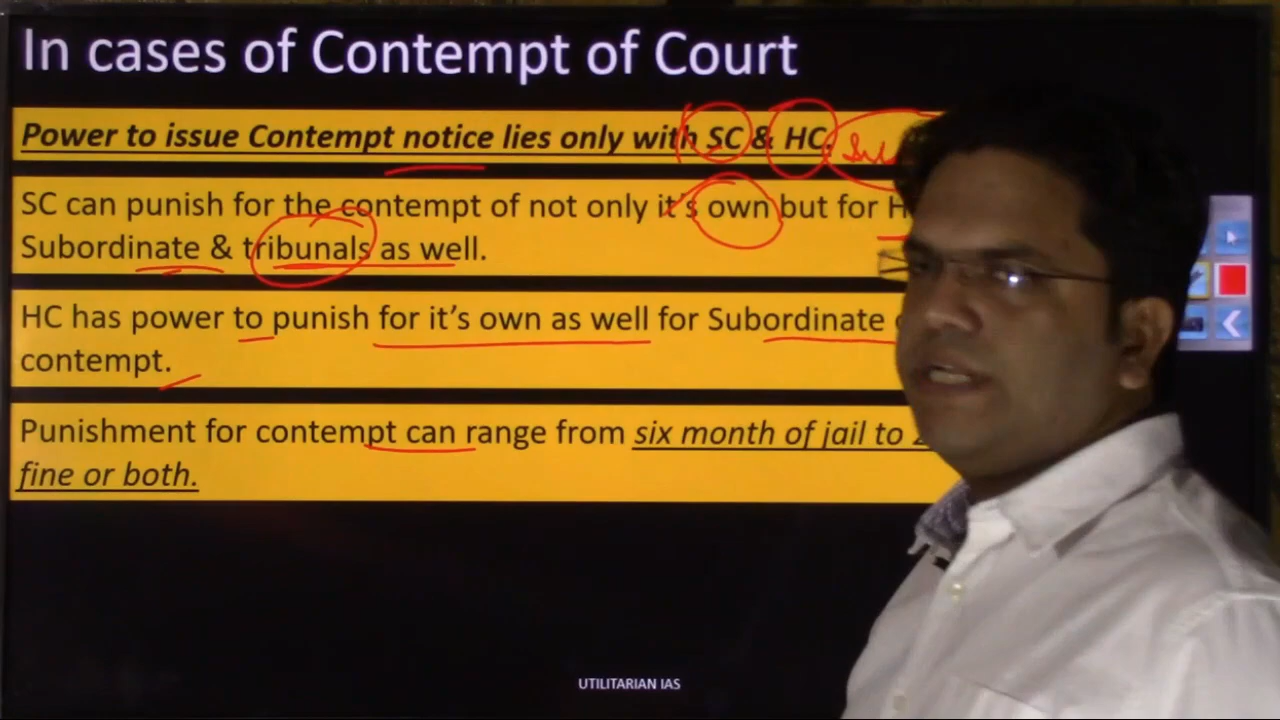 In cases of Contempt of Court
Power to issue Contempt notice lies only with SC & HC.
SC can punish for the contempt of not only it's own but for
Subordinate & tribunals as well.
HC has power to punish for it's own as well for Subordinate
contempt.
Punishment for contempt can range from six month of jail to
fine or both.
UTILITARIAN IAS